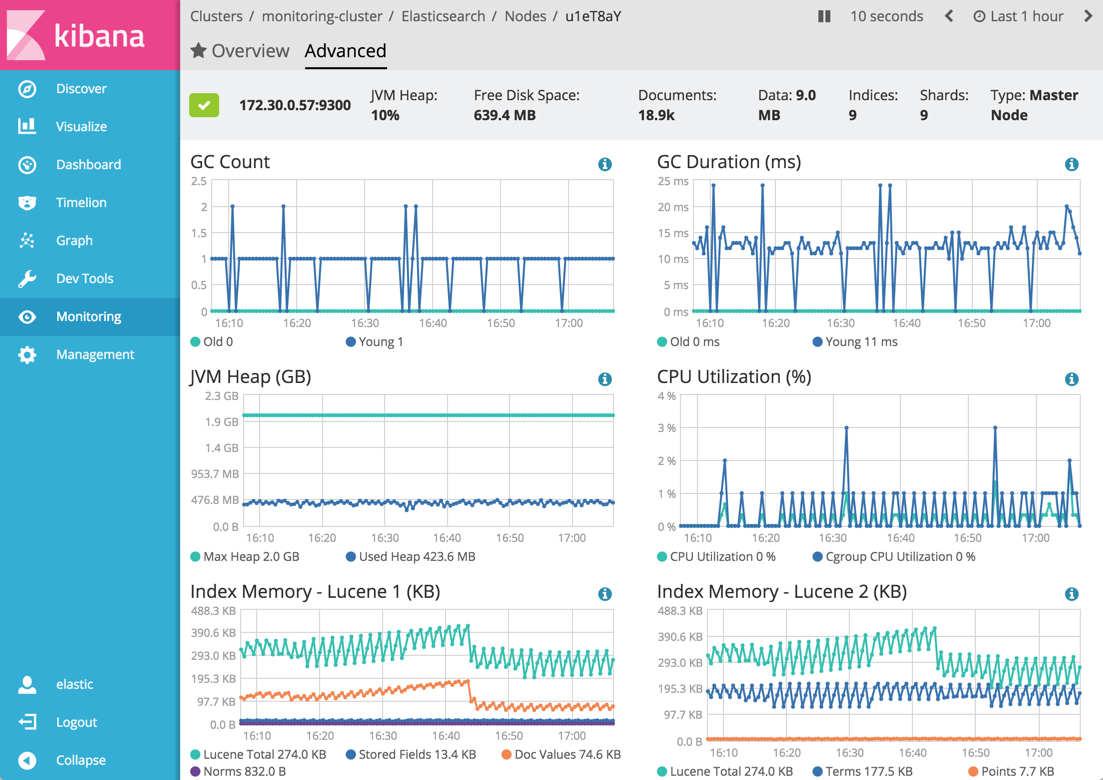 kibana
Discover
Visualize
Dashboard
Timelion
Graph
Dev Tools
Monitoring
Management
elastic
Logout
Collapse
Clusters / monitoring-cluster / Elasticsearch / Nodes / u1eT8aY
10 seconds
Last 1 hour
Overview
Advanced
172.30.0.57:9300
JVM Heap:
10%
Free Disk Space:
639.4 MB
Documents:
18.9k
Data: 9.0
MB
Indices:
9
Shards:
9
Type: Master
Node
GC Count
2.5
2
1.5
1
0.5
0
16:10 16:20 16:30 16:40 16:50 17:00
Old 0 Young 1
GC Duration (ms)
25 ms
20 ms
15 ms
10 ms
5 ms
0 ms
16:10 16:20 16:30 16:40 16:50 17:00
Old 0 ms Young 11 ms
JVM Heap (GB)
2.3 GB
1.9 GB
1.4 GB
953.7 MB
476.8 MB
0.0 B
16:10 16:20 16:30 16:40 16:50 17:00
Max Heap 2.0 GB Used Heap 423.6 MB
CPU Utilization (%)
4 %
3 %
2 %
1 %
0 %
16:10 16:20 16:30 16:40 16:50 17:00
CPU Utilization 0 % Cgroup CPU Utilization 0 %
Index Memory - Lucene 1 (KB)
488.3 KB
390.6 KB
293.0 KB
195.3 KB
97.7 KB
0.0 B
16:10 16:20 16:30 16:40 16:50 17:00
Lucene Total 274.0 KB Stored Fields 13.4 KB Doc Values 74.6 KB
Norms 832.0 B
Index Memory - Lucene 2 (KB)
488.3 KB
390.6 KB
293.0 KB
195.3 KB
97.7 KB
0.0 B
16:10 16:20 16:30 16:40 16:50 17:00
Lucene Total 274.0 KB Terms 177.5 KB Points 7.7 KB